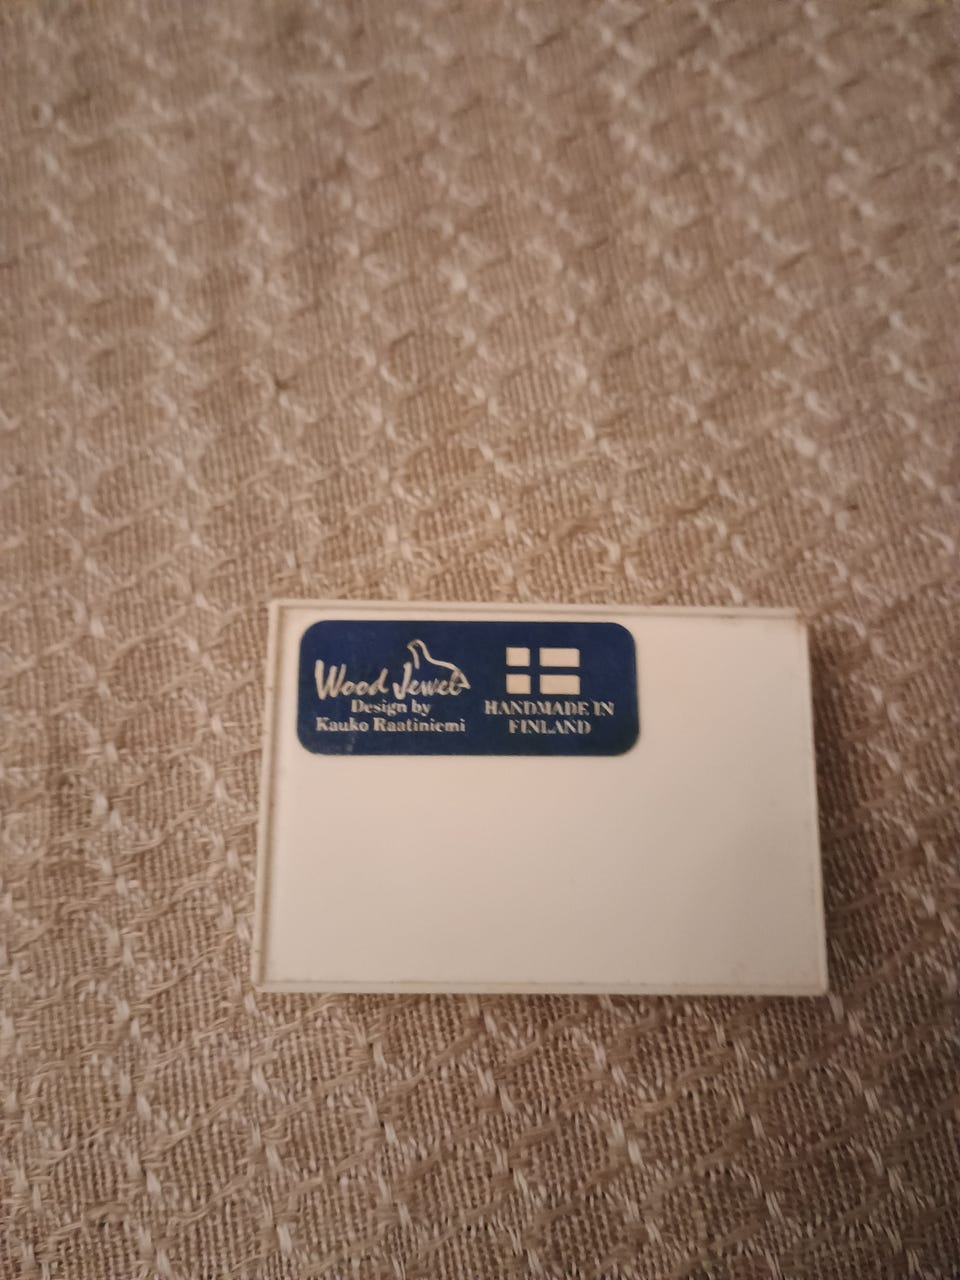 Wood Jewel
Design by
Kauko Raatiniemi
HANDMADE IN
FINLAND